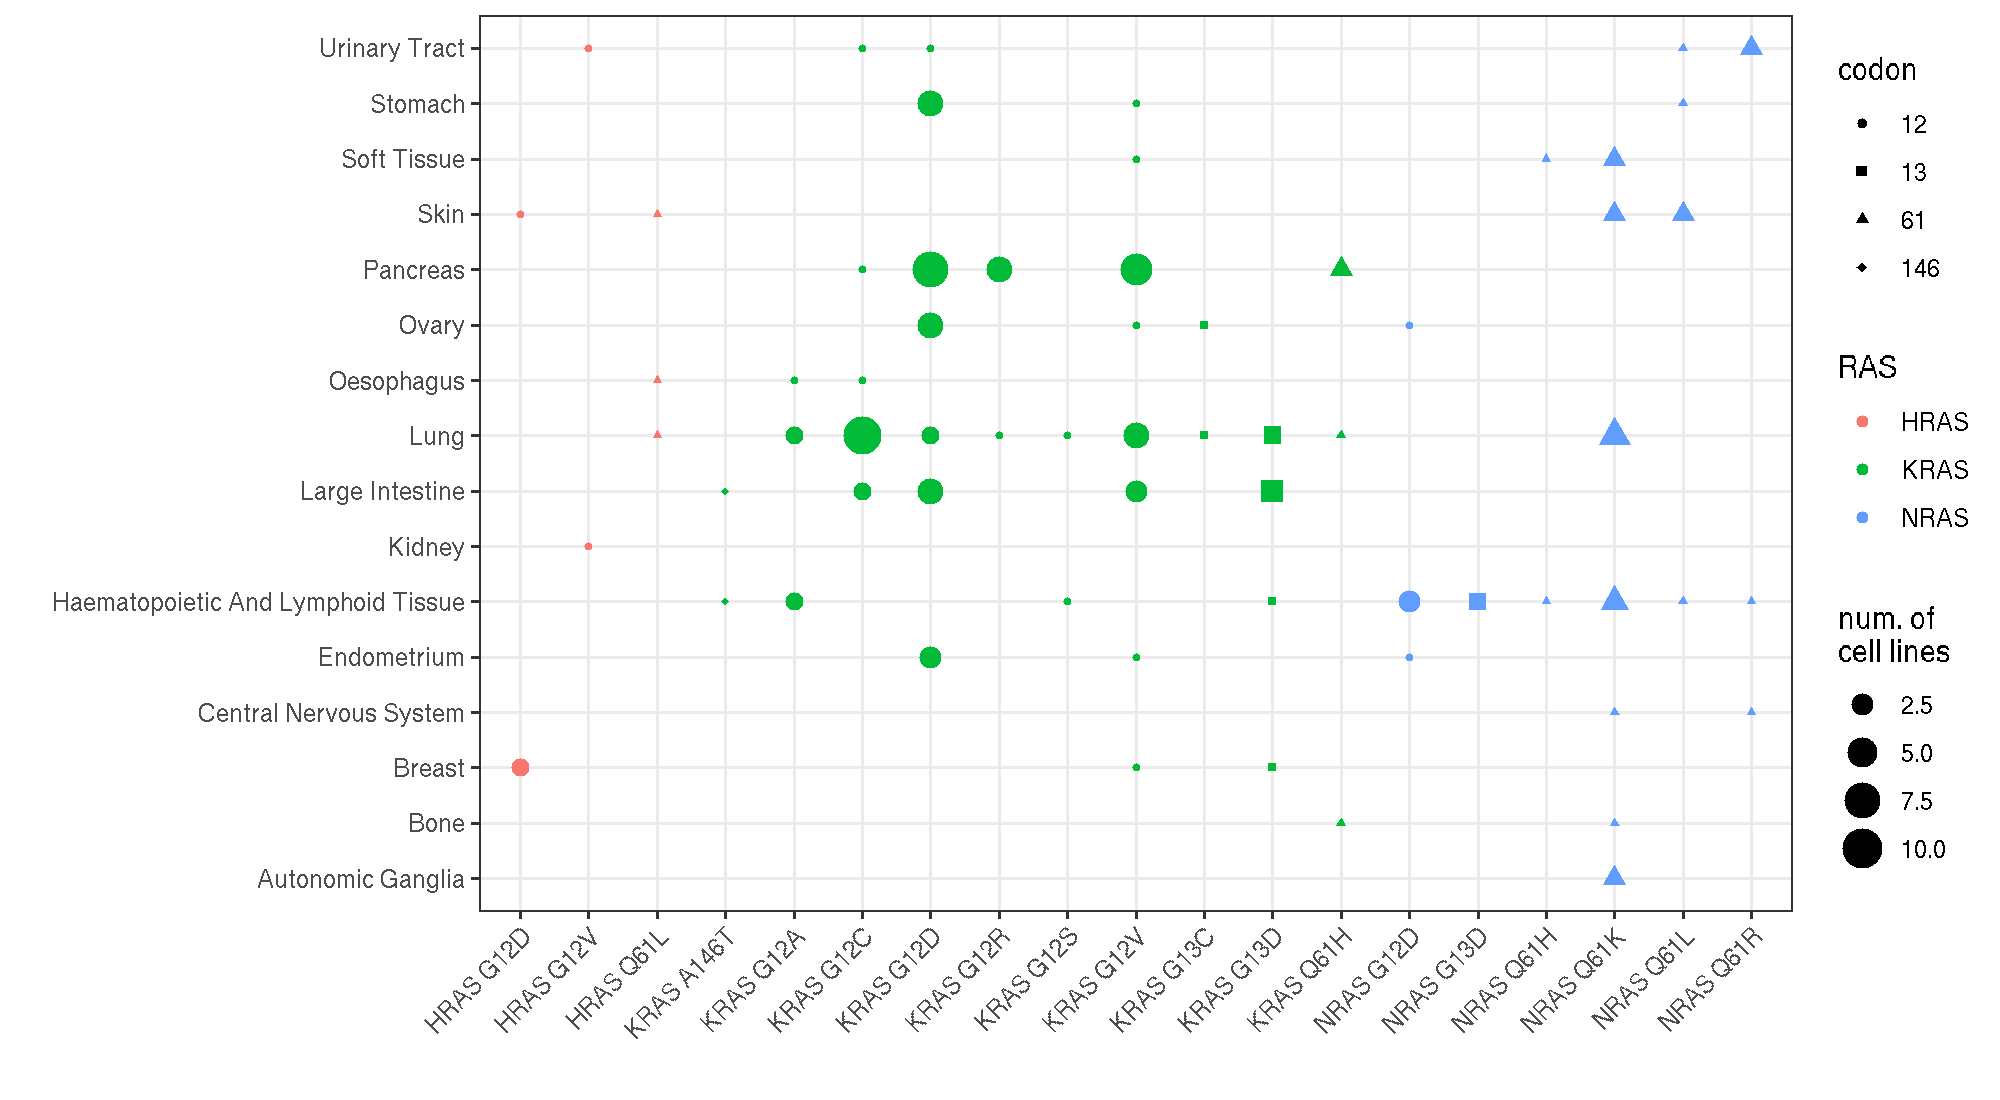 Urinary Tract
Stomach
Soft Tissue
Skin
Pancreas
Ovary
Oesophagus
Lung
Large Intestine
Kidney
Haematopoietic And Lymphoid Tissue
Endometrium
Central Nervous System
Breast
Bone
Autonomic Ganglia
HRAS G12D
HRAS G12V
HRAS Q61L
KRAS A146T
KRAS G12A
KRAS G12C
KRAS G12D
KRAS G12R
KRAS G12S
KRAS G12V
KRAS G13C
KRAS G13D
KRAS Q61H
NRAS G12D
NRAS G13D
NRAS Q61H
NRAS Q61K
NRAS Q61L
NRAS Q61R
codon
12
13
61
146
RAS
HRAS
KRAS
NRAS
num. of
cell lines
2.5
5.0
7.5
10.0